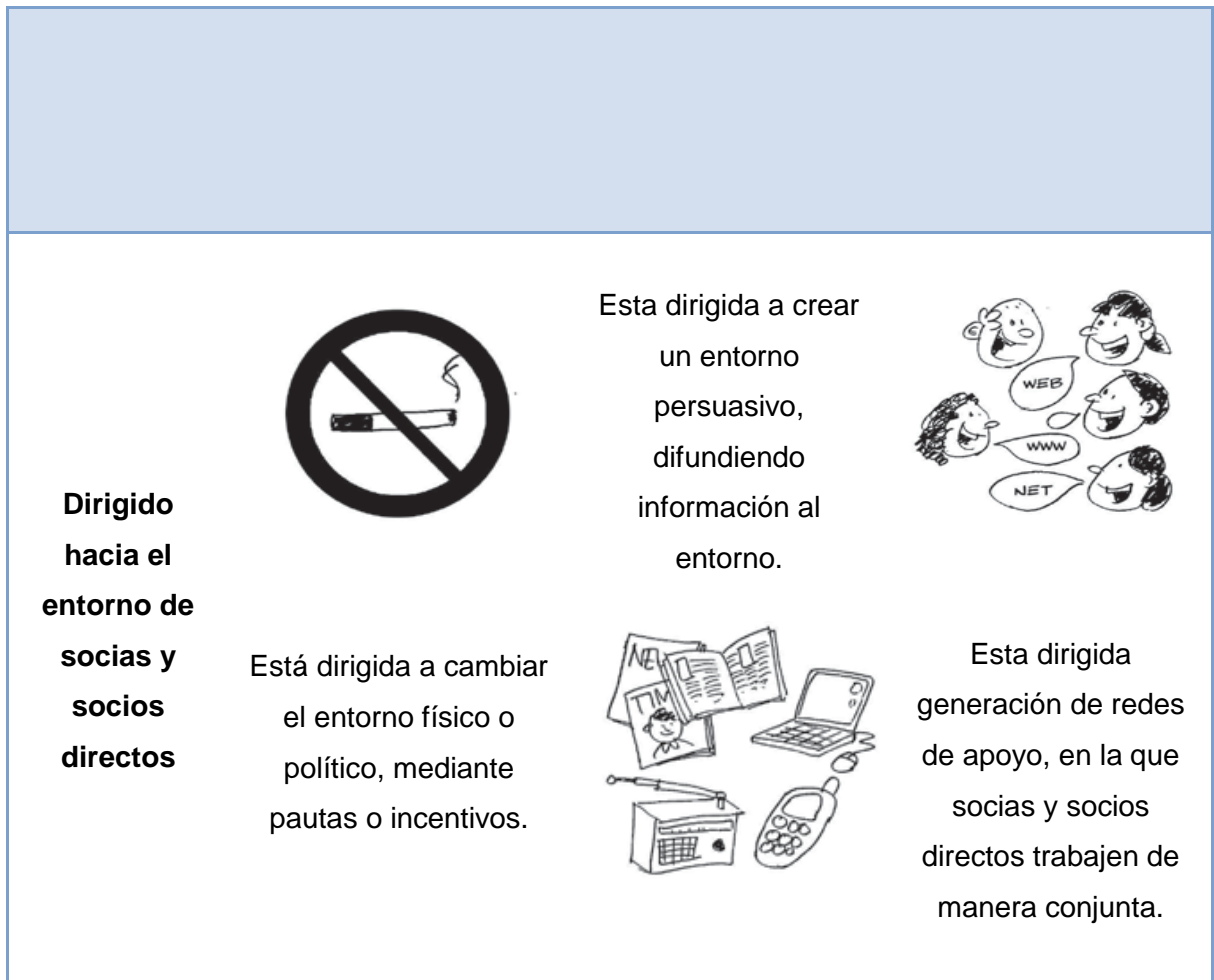 Dirigido
hacia el
entorno de
socias y
socios
directos
Está dirigida a cambiar
el entorno físico o
político, mediante
pautas o incentivos.
Esta dirigida a crear
un entorno
persuasivo,
difundiendo
información al
entorno.
NEW
TIM
WEB
WWW
NET
Esta dirigida
generación de redes
de apoyo, en la que
socias y socios
directos trabajen de
manera conjunta.